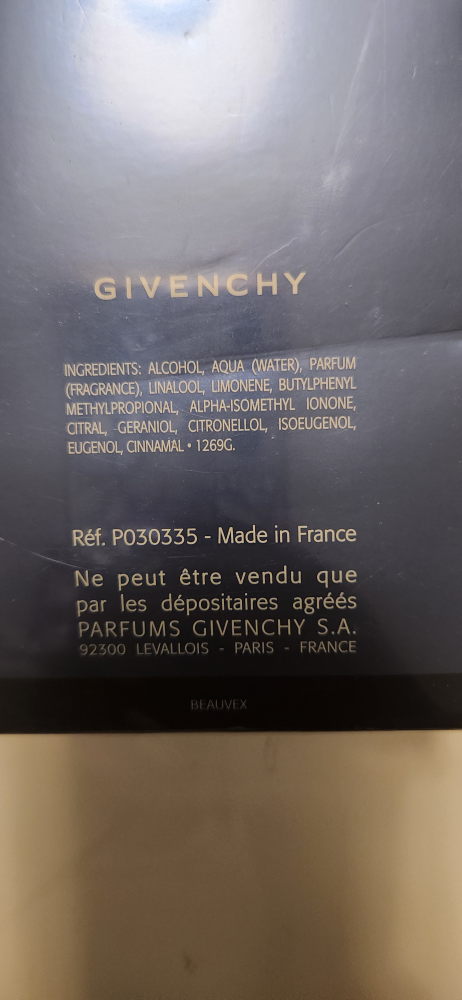 GIVENCHY
INGREDIENTS: ALCOHOL, AQUA (WATER), PARFUM
(FRAGRANCE), LINALOOL, LIMONENE, BUTYLPHENYL
METHYLPROPIONAL, ALPHA-ISOMETHYL IONONE,
CITRAL, GERANIOL, CITRONELLOL, ISOEUGENOL,
EUGENOL, CINNAMAL • 1269G.
Réf. P030335 - Made in France
Ne peut être vendu que
par les dépositaires agréés
PARFUMS GIVENCHY S.A.
92300 LEVALLOIS - PARIS - FRANCE
BEAUVEX